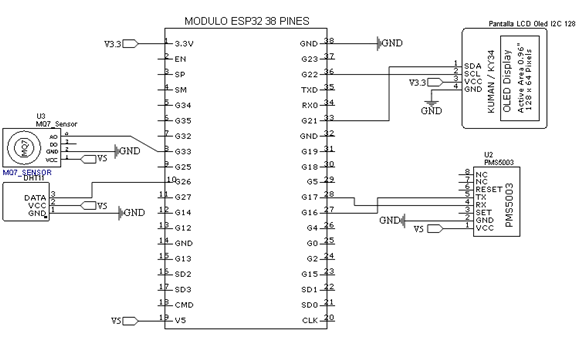 MODULO ESP32 38 PINES
V3.3
1 3.3V
2 EN
3 SP
4 SM
5 G34
6 G35
7 G32
8 G33
9 G25
10 G26
11 G27
12 G14
13 G12
14 GND
15 G13
16 SD2
17 SD3
18 CMD
19 V5
V5
GND 38
G23 37
G22 36
TXD 35
RX0 34
G21 33
GND 32
G19 31
G18 30
G5 29
G17 28
G16 27
G4 26
G0 25
G2 24
G15 23
SD1 22
SD0 21
CLK 20
GND
U3
MQ7_Sensor
MQ7
AO 4
DO 3
GND 2
VCC 1
GND
V5
MQ7_SENSOR
DHT11
DATA 3
VCC 2
GND 1
V5
GND
Pantalla LCD Oled I2C 128
1 SDA
2 SCL
3 VCC
4 GND
V3.3
GND
KUMAN / KY34
OLED Display
Active Area 0.96"
128 x 64 Pixels
U2
PMS5003
8 NC
7 NC
6 RESET
5 TX
4 RX
3 SET
2 GND
1 VCC
PMS5003
GND
V5